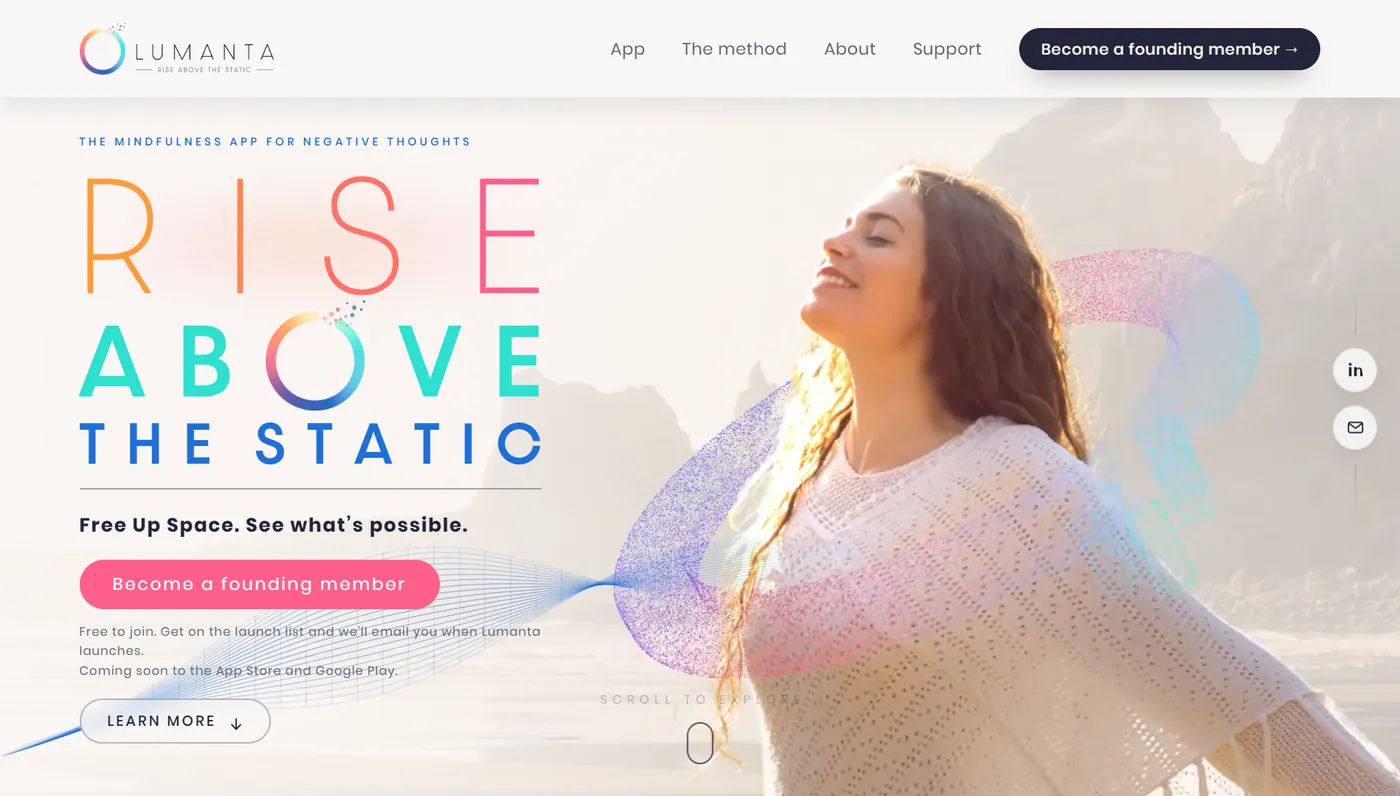 LUMANTA
RISE ABOVE THE STATIC
App
The method
About
Support
Become a founding member →
THE MINDFULNESS APP FOR NEGATIVE THOUGHTS
RISE
ABOVE
THE STATIC
in
Free Up Space. See what's possible.
Become a founding member
Free to join. Get on the launch list and we'll email you when Lumanta
launches.
Coming soon to the App Store and Google Play.
SCROLL TO EXPLORE
LEARN MORE ↓